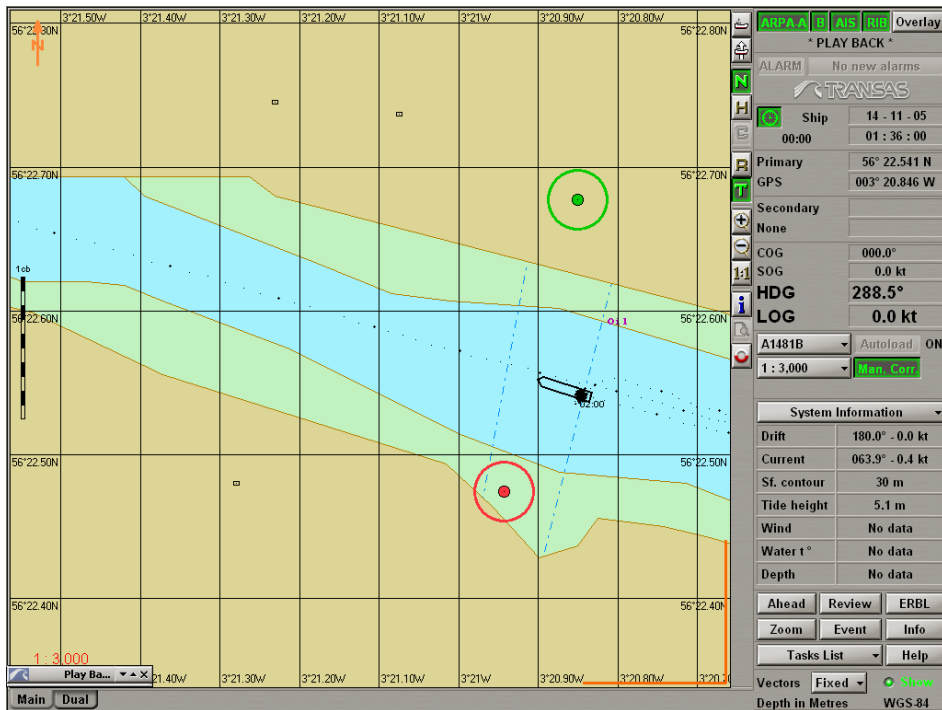 3°21.50W 3°21.40W 3°21.30W 3°21.20W 3°21.10W 3°21W 3°20.90W 3°20.80W
56°22.80N 56°22.80N
N
56°22.70N 56°22.70N
1cb
56°22.60N 56°22.60N
Oil
02:00
56°22.50N 56°22.50N
56°22.40N 56°22.40N
1 : 3,000
Play Ba...
3°21.40W 3°21.30W 3°21.20W 3°21.10W 3°21W 3°20.90W 3°20.80W
Main Dual
N
H
C
R
T
1:1
i
ARPA-A B AIS RIB Overlay
* PLAY BACK *
ALARM No new alarms
TRANSAS
Ship 14 - 11 - 05
00:00 01 : 36 : 00
Primary 56° 22.541 N
GPS 003° 20.846 W
Secondary
None
COG 000.0°
SOG 0.0 kt
HDG 288.5°
LOG 0.0 kt
A1481B Autoload ON
1 : 3,000 Man. Corr.
System Information
Drift 180.0° - 0.0 kt
Current 063.9° - 0.4 kt
Sf. contour 30 m
Tide height 5.1 m
Wind No data
Water t° No data
Depth No data
Ahead Review ERBL
Zoom Event Info
Tasks List Help
Vectors Fixed Show
Depth in Metres WGS-84